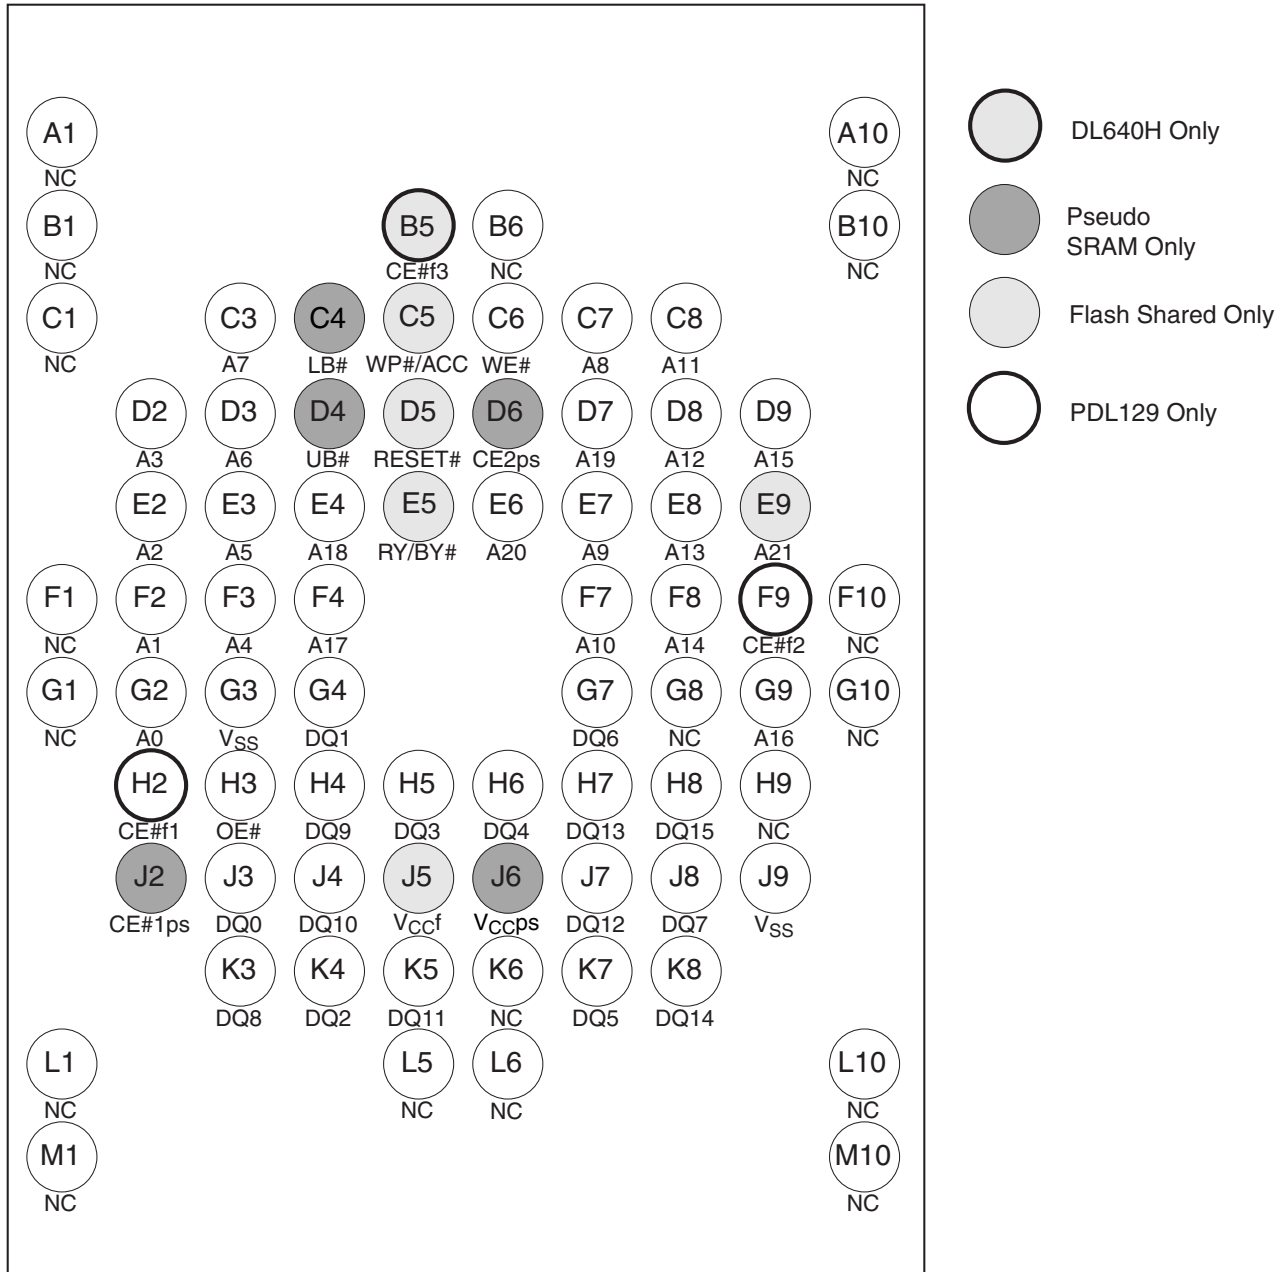 A1 A10
NC NC
B1 B5 B6 B10
NC CE#f3 NC NC
C1 C3 C4 C5 C6 C7 C8
NC A7 LB# WP#/ACC WE# A8 A11
D2 D3 D4 D5 D6 D7 D8 D9
A3 A6 UB# RESET# CE2ps A19 A12 A15
E2 E3 E4 E5 E6 E7 E8 E9
A2 A5 A18 RY/BY# A20 A9 A13 A21
F1 F2 F3 F4 F7 F8 F9 F10
NC A1 A4 A17 A10 A14 CE#f2 NC
G1 G2 G3 G4 G7 G8 G9 G10
NC A0 VSS DQ1 DQ6 NC A16 NC
H2 H3 H4 H5 H6 H7 H8 H9
CE#f1 OE# DQ9 DQ3 DQ4 DQ13 DQ15 NC
J2 J3 J4 J5 J6 J7 J8 J9
CE#1ps DQ0 DQ10 VCCf VCCps DQ12 DQ7 VSS
K3 K4 K5 K6 K7 K8
DQ8 DQ2 DQ11 NC DQ5 DQ14
L1 L5 L6 L10
NC NC NC NC
M1 M10
NC NC
DL640H Only
Pseudo
SRAM Only
Flash Shared Only
PDL129 Only